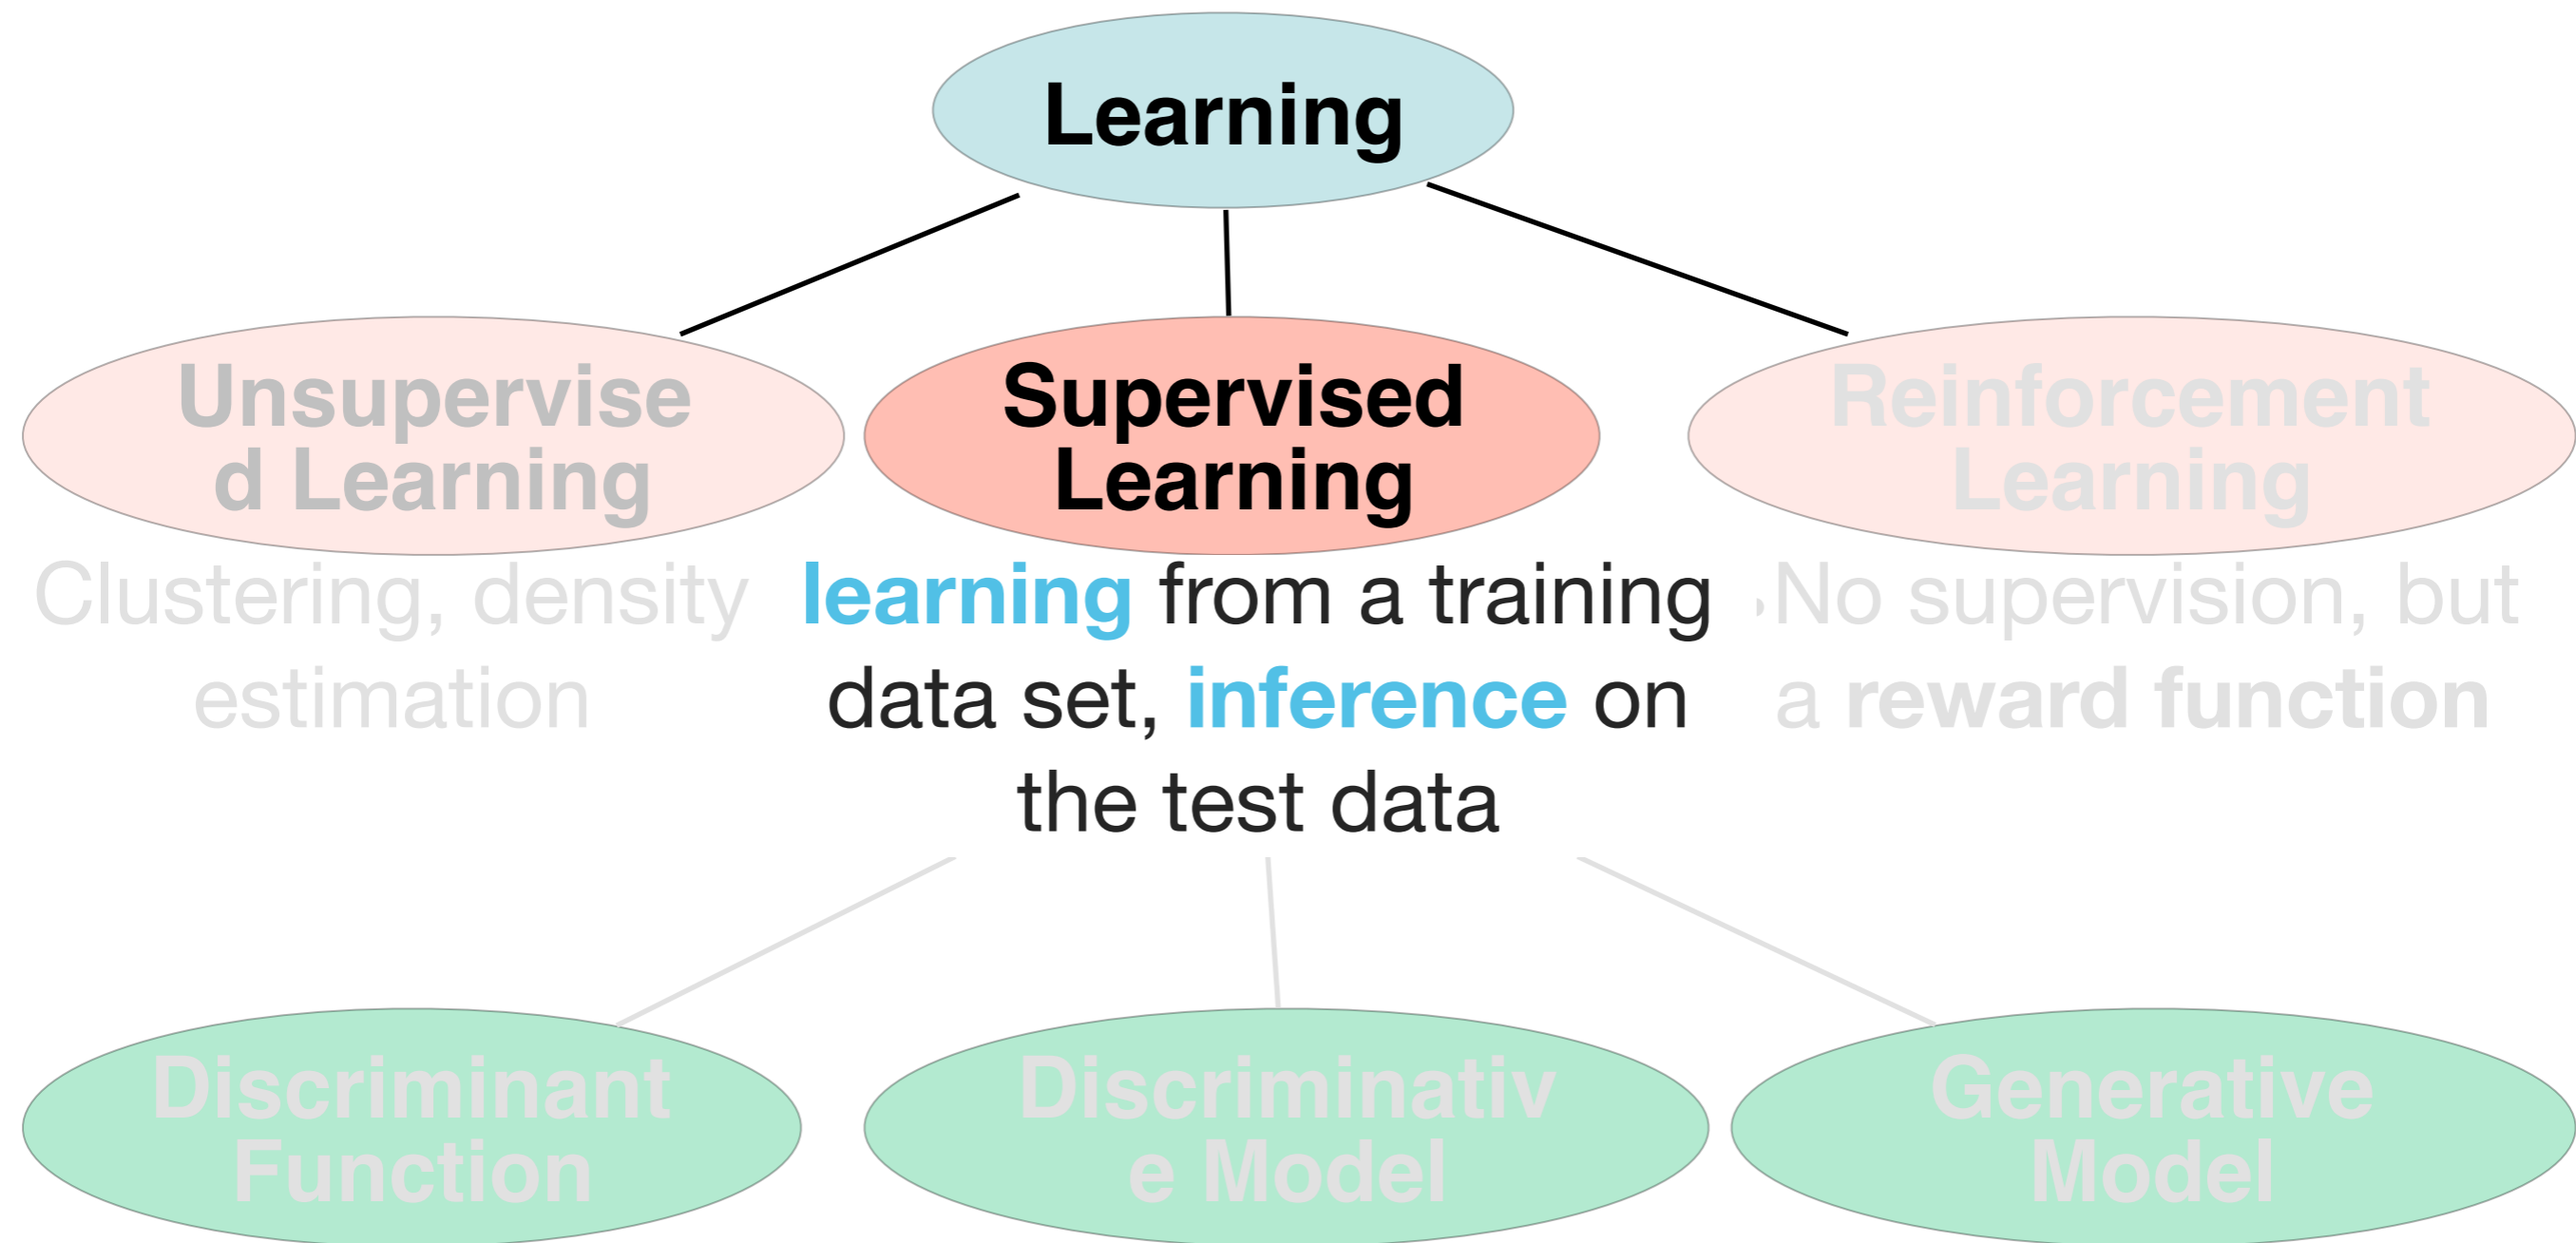 Learning
Unsupervise
d Learning
Supervised
Learning
Reinforcement
Learning
Clustering, density
estimation
learning from a training
data set, inference on
the test data
•No supervision, but
a reward function
Discriminant
Function
Discriminativ
e Model
Generative
Model